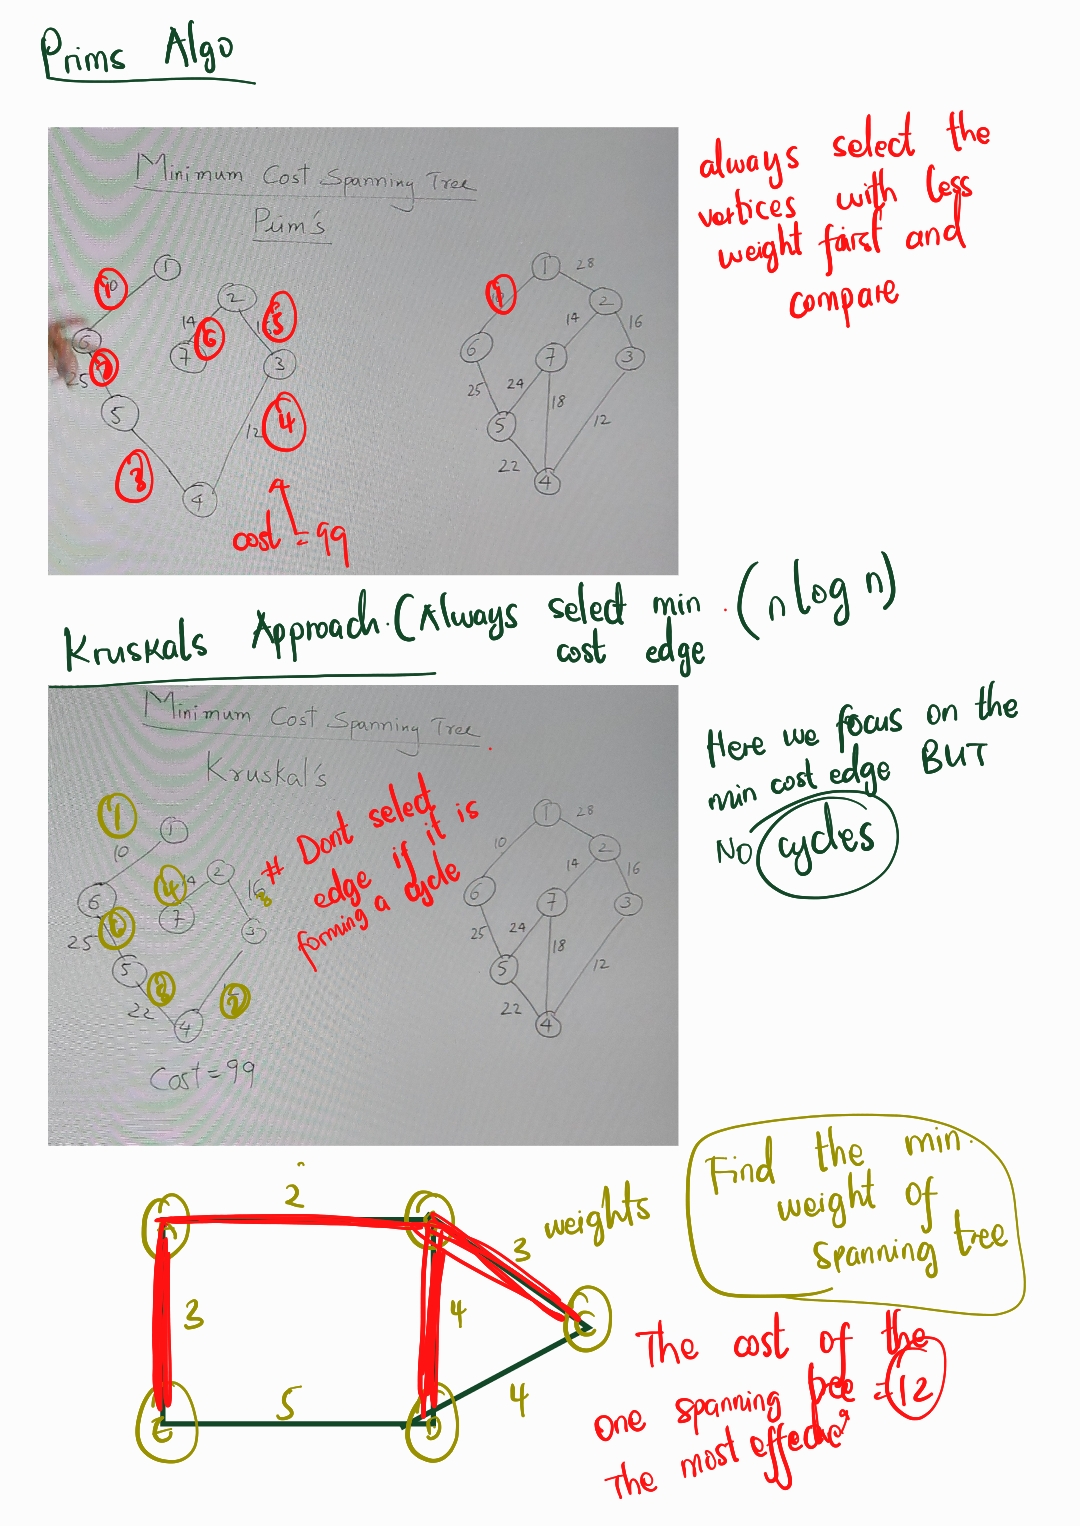 Prims Algo
Minimum Cost Spanning Tree
Prim's
always select the
vertices with less
weight fairst and
compare
1
10
2
14
5
6
6
7
3
25
5
12
4
3
4
cost = 99
1
28
1
2
14
16
6
7
3
25
24
18
5
12
22
4
Kruskals Approach. (Always select min. (n log n)
cost edge
Minimum Cost Spanning Tree
Kruskal's
Here we focus on the
min cost edge BUT
NO cycles
# Dont select
edge if it is
forming a cycle
1
1
10
4
14
2
16
6
7
3
25
5
22
4
Cost = 99
1
28
10
2
14
16
6
7
3
25
24
18
5
12
22
4
Find the min.
weight of
spanning tree
2
weights
A
3
3
4
C
E
5
D
4
The cost of the
one spanning tree = 12
The most effective